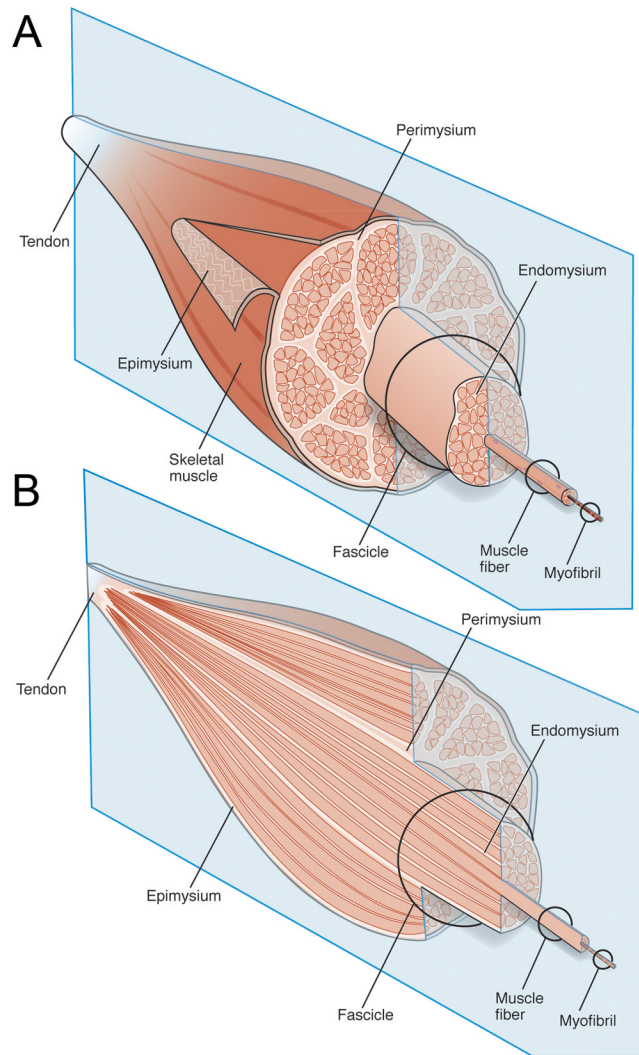 A
Perimysium
Tendon
Endomysium
Epimysium
Skeletal
muscle
Fascicle
Muscle
fiber
Myofibril
B
Perimysium
Tendon
Endomysium
Epimysium
Fascicle
Muscle
fiber
Myofibril